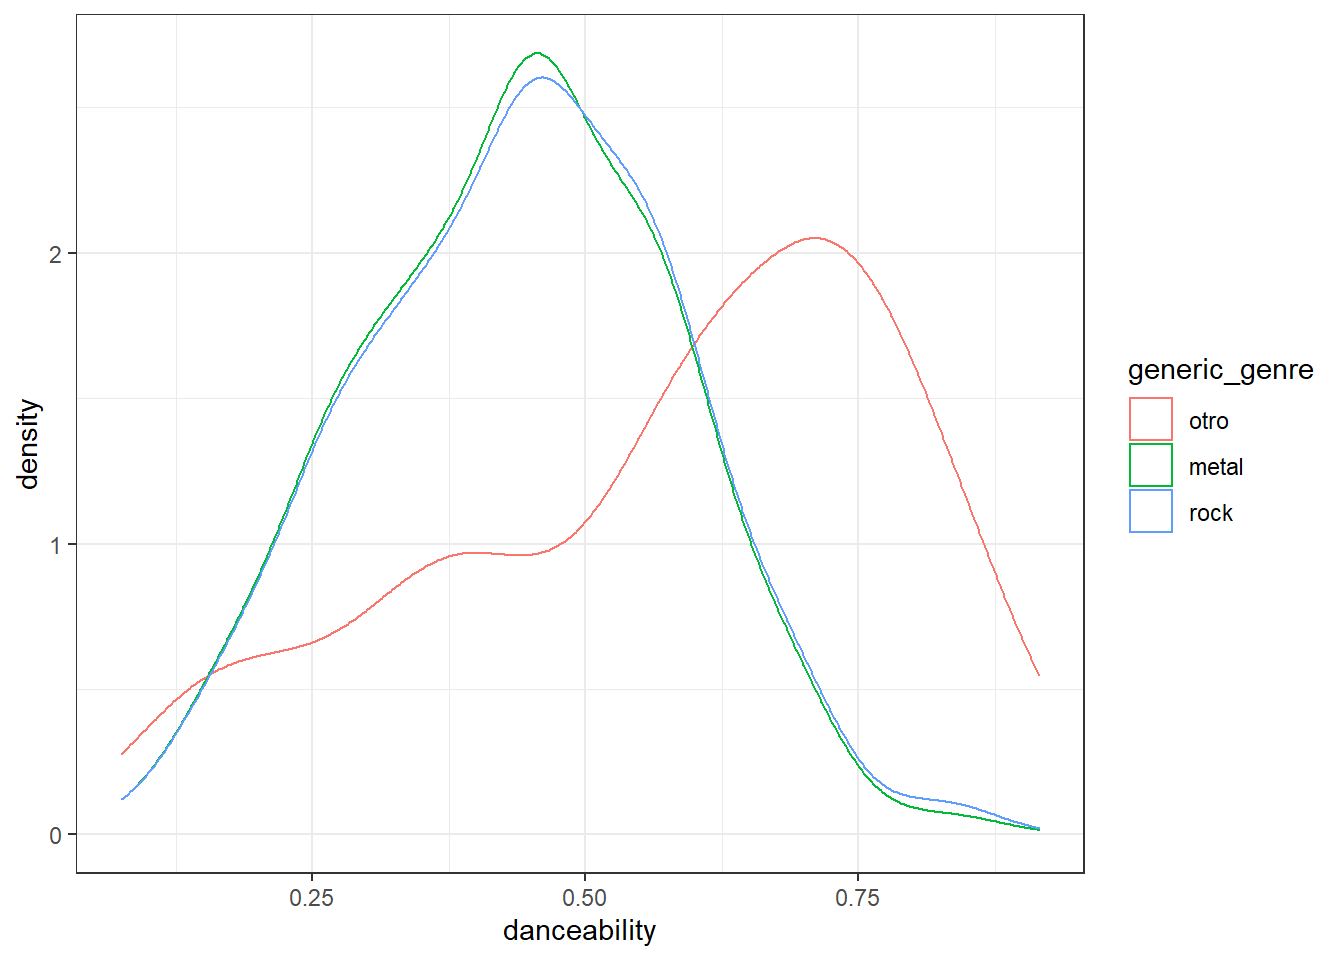 density
2
1
0
0.25
0.50
0.75
danceability
generic_genre
otro
metal
rock